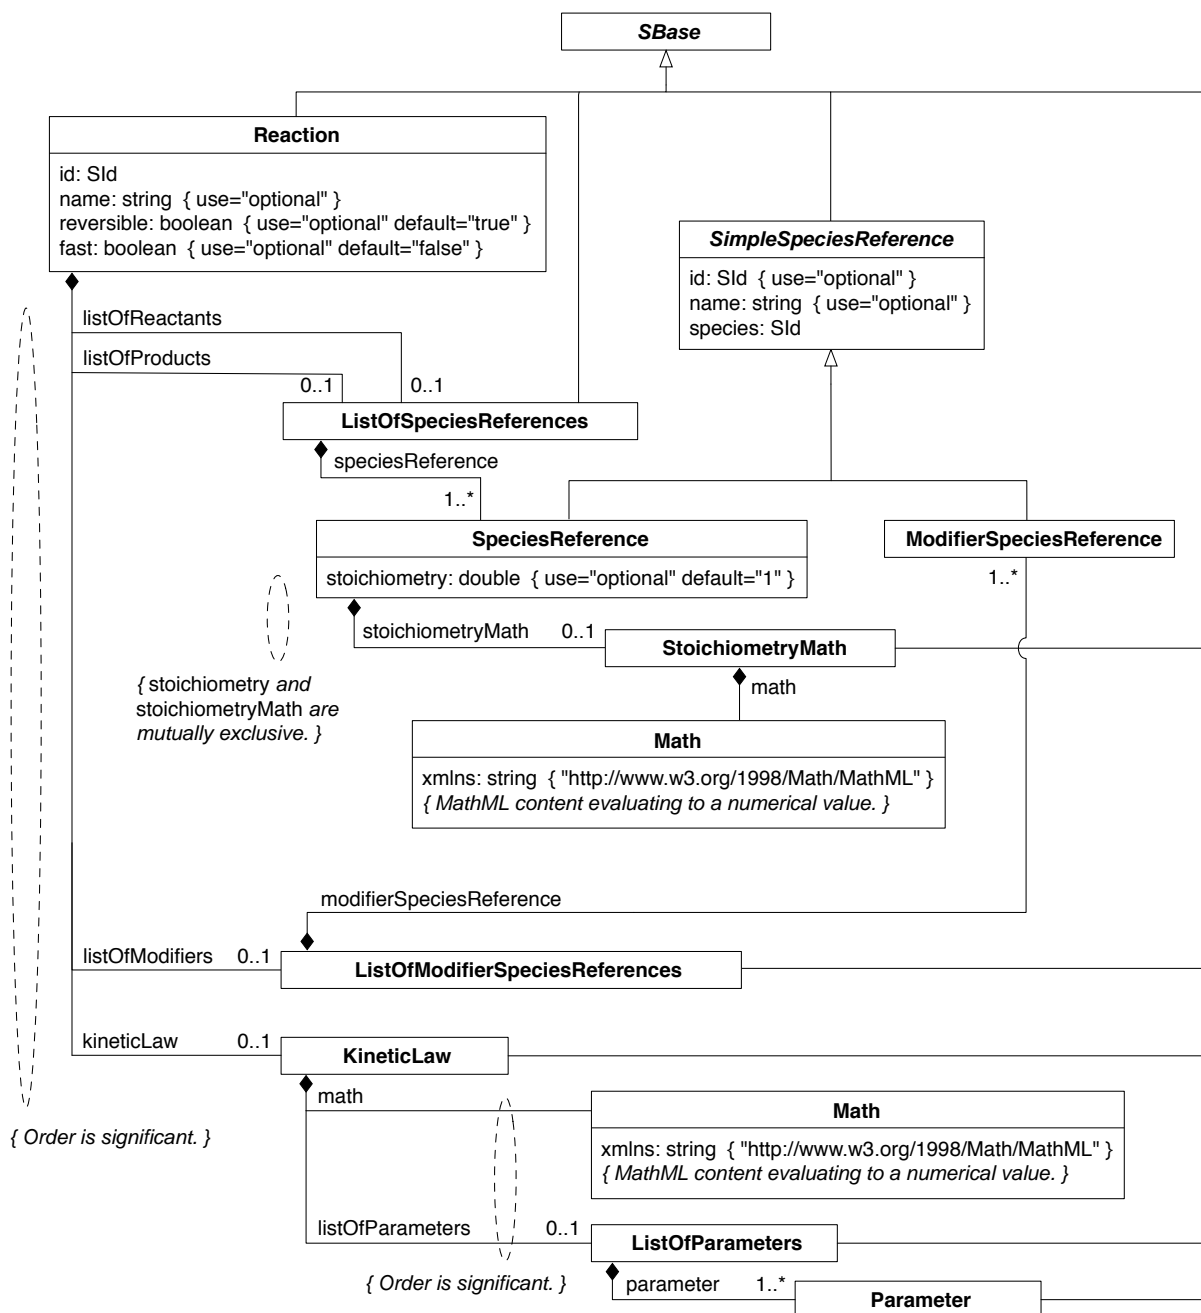 SBase
Reaction
id: SId
name: string { use="optional" }
reversible: boolean { use="optional" default="true" }
fast: boolean { use="optional" default="false" }
SimpleSpeciesReference
id: SId { use="optional" }
name: string { use="optional" }
species: SId
listOfReactants
listOfProducts
0..1
0..1
ListOfSpeciesReferences
speciesReference
1..*
SpeciesReference
stoichiometry: double { use="optional" default="1" }
ModifierSpeciesReference
1..*
stoichiometryMath
0..1
StoichiometryMath
math
{ stoichiometry and
stoichiometryMath are
mutually exclusive. }
Math
xmlns: string { "http://www.w3.org/1998/Math/MathML" }
{ MathML content evaluating to a numerical value. }
modifierSpeciesReference
listOfModifiers
0..1
ListOfModifierSpeciesReferences
kineticLaw
0..1
KineticLaw
math
{ Order is significant. }
Math
xmlns: string { "http://www.w3.org/1998/Math/MathML" }
{ MathML content evaluating to a numerical value. }
listOfParameters
0..1
ListOfParameters
{ Order is significant. }
parameter
1..*
Parameter